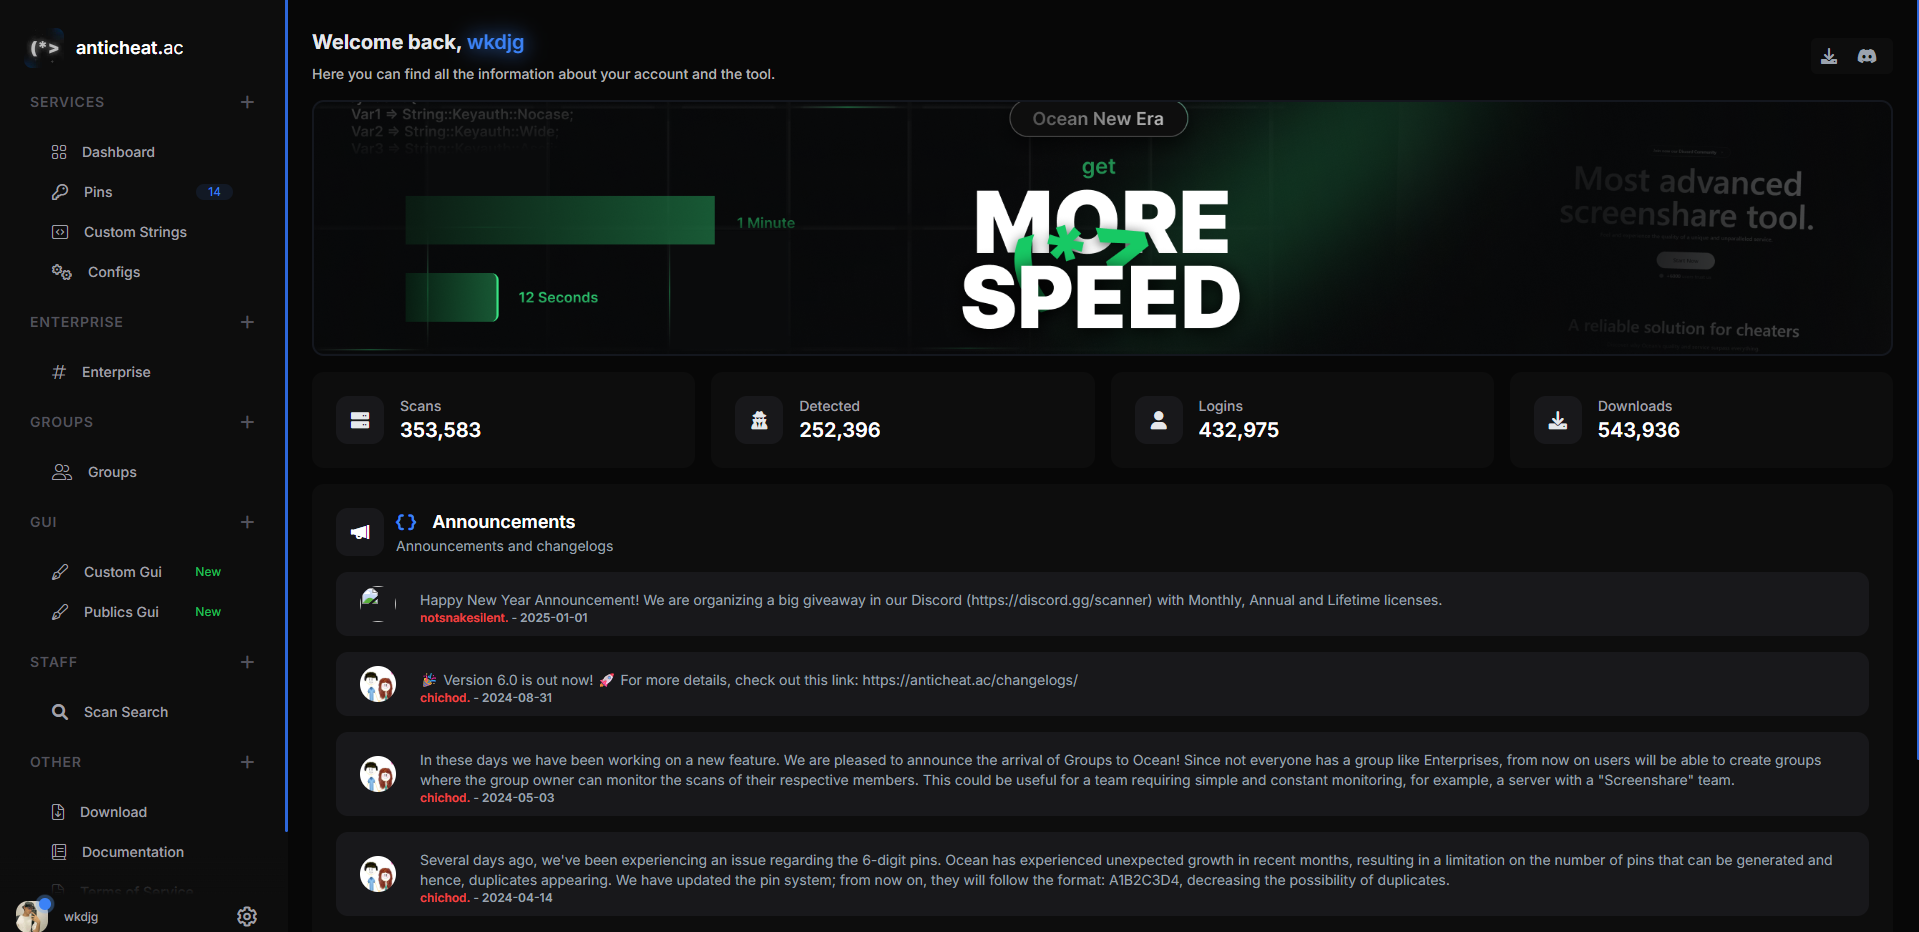 (*> anticheat.ac
SERVICES
Dashboard
Pins 14
Custom Strings
Configs
ENTERPRISE
Enterprise
GROUPS
Groups
GUI
Custom Gui New
Publics Gui New
STAFF
Scan Search
OTHER
Download
Documentation
Terms of Service
wkdjg
Welcome back, wkdjg
Here you can find all the information about your account and the tool.
Var1 => String::Keyauth::Nocase;
Var2 => String::Keyauth::Wide;
1 Minute
12 Seconds
Ocean New Era
get
MORE
(*>
SPEED
Most advanced
screenshare tool.
A reliable solution for cheaters
Scans
353,583
Detected
252,396
Logins
432,975
Downloads
543,936
{} Announcements
Announcements and changelogs
Happy New Year Announcement! We are organizing a big giveaway in our Discord (https://discord.gg/scanner) with Monthly, Annual and Lifetime licenses.
notsnakesilent. - 2025-01-01
🎉 Version 6.0 is out now! 🚀 For more details, check out this link: https://anticheat.ac/changelogs/
chichod. - 2024-08-31
In these days we have been working on a new feature. We are pleased to announce the arrival of Groups to Ocean! Since not everyone has a group like Enterprises, from now on users will be able to create groups
where the group owner can monitor the scans of their respective members. This could be useful for a team requiring simple and constant monitoring, for example, a server with a "Screenshare" team.
chichod. - 2024-05-03
Several days ago, we've been experiencing an issue regarding the 6-digit pins. Ocean has experienced unexpected growth in recent months, resulting in a limitation on the number of pins that can be generated and
hence, duplicates appearing. We have updated the pin system; from now on, they will follow the format: A1B2C3D4, decreasing the possibility of duplicates.
chichod. - 2024-04-14